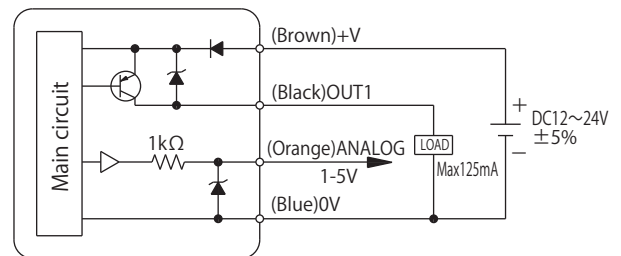 (Brown)+V
(Black)OUT1
Main circuit
1kΩ
(Orange)ANALOG
1-5V
(Blue)0V
LOAD
Max125mA
+
DC12～24V
±5%
−